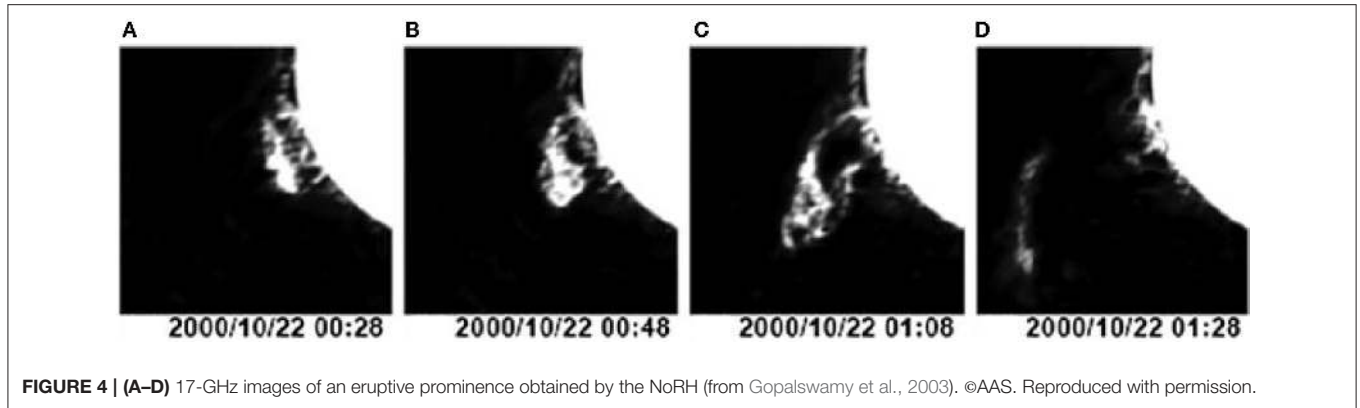 A B C D
2000/10/22 00:28 2000/10/22 00:48 2000/10/22 01:08 2000/10/22 01:28
FIGURE 4 | (A–D) 17-GHz images of an eruptive prominence obtained by the NoRH (from Gopalswamy et al., 2003). ©AAS. Reproduced with permission.